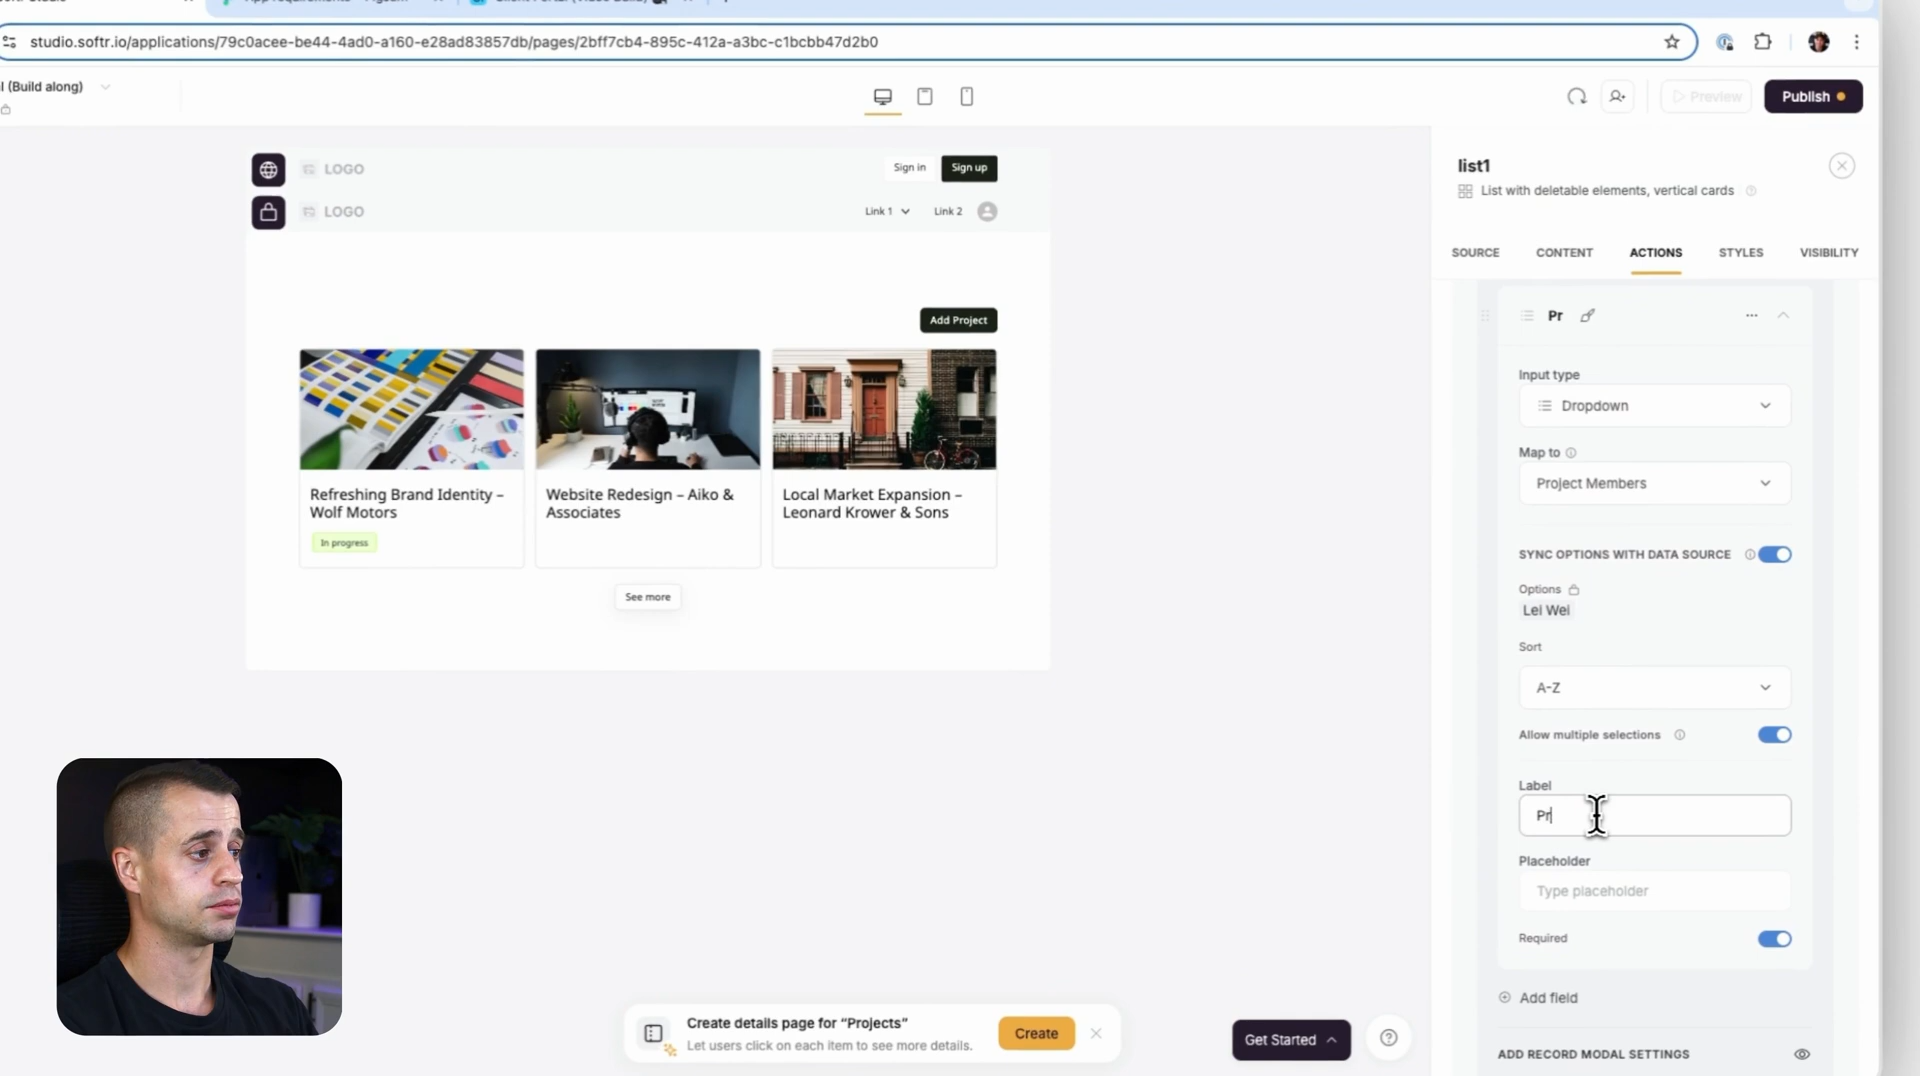 studio.softr.io/applications/79c0acee-be44-4ad0-a160-e28ad83857db/pages/2bff7cb4-895c-412a-a3bc-c1bcbb47d2b0
l (Build along)
Preview
Publish
LOGO
Sign in
Sign up
LOGO
Link 1
Link 2
Add Project
Refreshing Brand Identity –
Wolf Motors
In progress
Website Redesign – Aiko &
Associates
Local Market Expansion –
Leonard Krower & Sons
See more
Create details page for “Projects”
Let users click on each item to see more details.
Create
Get Started
list1
List with deletable elements, vertical cards
SOURCE
CONTENT
ACTIONS
STYLES
VISIBILITY
Pr
Input type
Dropdown
Map to
Project Members
SYNC OPTIONS WITH DATA SOURCE
Options
Lei Wei
Sort
A-Z
Allow multiple selections
Label
Pr
Placeholder
Type placeholder
Required
Add field
ADD RECORD MODAL SETTINGS